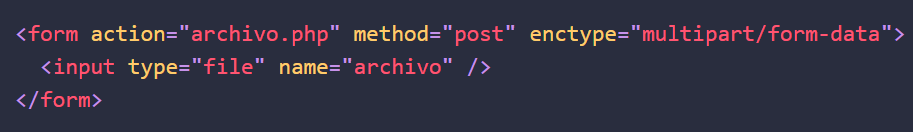 <form action="archivo.php" method="post" enctype="multipart/form-data">
  <input type="file" name="archivo" />
</form>